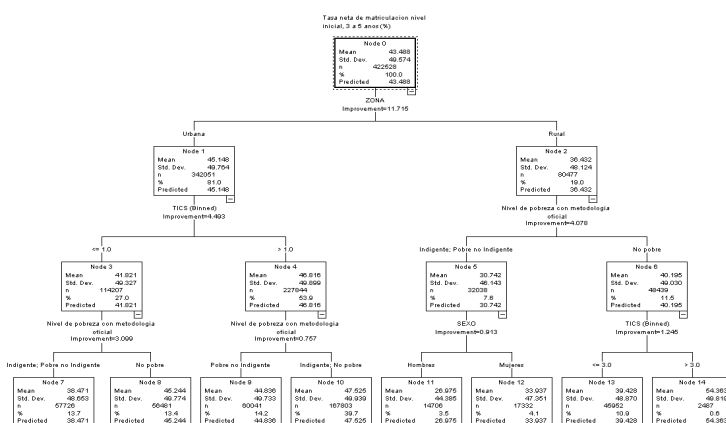 Tasa neta de matriculacion nivel
inicial, 3 a 5 anos (%)
Node 0
Mean 43.488
Std. Dev. 49.574
n 422528
% 100.0
Predicted 43.488
ZONA
Improvement=11.715
Urbana
Rural
Node 1
Mean 45.148
Std. Dev. 49.764
n 342051
% 81.0
Predicted 45.148
Node 2
Mean 36.432
Std. Dev. 48.124
n 80477
% 19.0
Predicted 36.432
TICS (Binned)
Improvement=4.493
Nivel de pobreza con metodologia
oficial
Improvement=4.078
<= 1.0
> 1.0
Indigente; Pobre no Indigente
No pobre
Node 3
Mean 41.821
Std. Dev. 49.327
n 114207
% 27.0
Predicted 41.821
Node 4
Mean 46.816
Std. Dev. 49.899
n 227844
% 53.9
Predicted 46.816
Node 5
Mean 30.742
Std. Dev. 46.143
n 32038
% 7.6
Predicted 30.742
Node 6
Mean 40.195
Std. Dev. 49.030
n 48439
% 11.5
Predicted 40.195
Nivel de pobreza con metodologia
oficial
Improvement=3.099
Nivel de pobreza con metodologia
oficial
Improvement=0.757
SEXO
Improvement=0.913
TICS (Binned)
Improvement=1.245
Indigente; Pobre no Indigente
No pobre
Pobre no Indigente
Indigente; No pobre
Hombres
Mujeres
<= 3.0
> 3.0
Node 7
Mean 38.471
Std. Dev. 48.653
n 57726
% 13.7
Predicted 38.471
Node 8
Mean 45.244
Std. Dev. 49.774
n 56481
% 13.4
Predicted 45.244
Node 9
Mean 44.836
Std. Dev. 49.733
n 60041
% 14.2
Predicted 44.836
Node 10
Mean 47.525
Std. Dev. 49.939
n 167803
% 39.7
Predicted 47.525
Node 11
Mean 26.975
Std. Dev. 44.385
n 14706
% 3.5
Predicted 26.975
Node 12
Mean 33.937
Std. Dev. 47.351
n 17332
% 4.1
Predicted 33.937
Node 13
Mean 39.428
Std. Dev. 48.870
n 45952
% 10.9
Predicted 39.428
Node 14
Mean 54.363
Std. Dev. 49.819
n 2487
% 0.6
Predicted 54.363